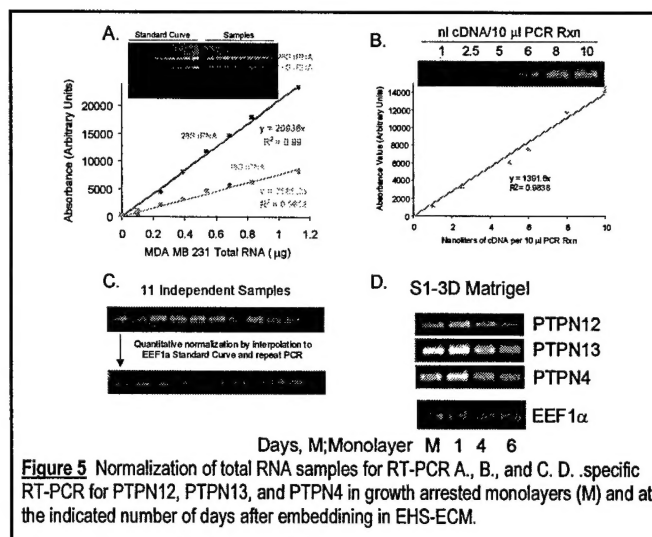 A.
Standard Curve Samples
28S rRNA
20000
15000
10000
5000
0
Absorbance (Arbitrary Units)
28S rRNA
18S rRNA
y = 20936x
R² = 0.99
0 0.2 0.4 0.6 0.8 1 1.2
MDA MB 231 Total RNA (µg)
B.
nl cDNA/10 µl PCR Rxn
1 2.5 5 6 8 10
14000
12000
10000
8000
6000
4000
2000
0
Absorbance Value (Arbitrary Units)
y = 1391.6x
R² = 0.9838
0 2 4 6 8 10
Nanoliters of cDNA per 10 µl PCR Rxn
C.
11 Independent Samples
Quantitative normalization by interpolation to
EEF1a Standard Curve and repeat PCR
D.
S1-3D Matrigel
PTPN12
PTPN13
PTPN4
EEF1α
Days, M;Monolayer M 1 4 6
Figure 5 Normalization of total RNA samples for RT-PCR A., B., and C. D. .specific
RT-PCR for PTPN12, PTPN13, and PTPN4 in growth arrested monolayers (M) and at
the indicated number of days after embeddining in EHS-ECM.